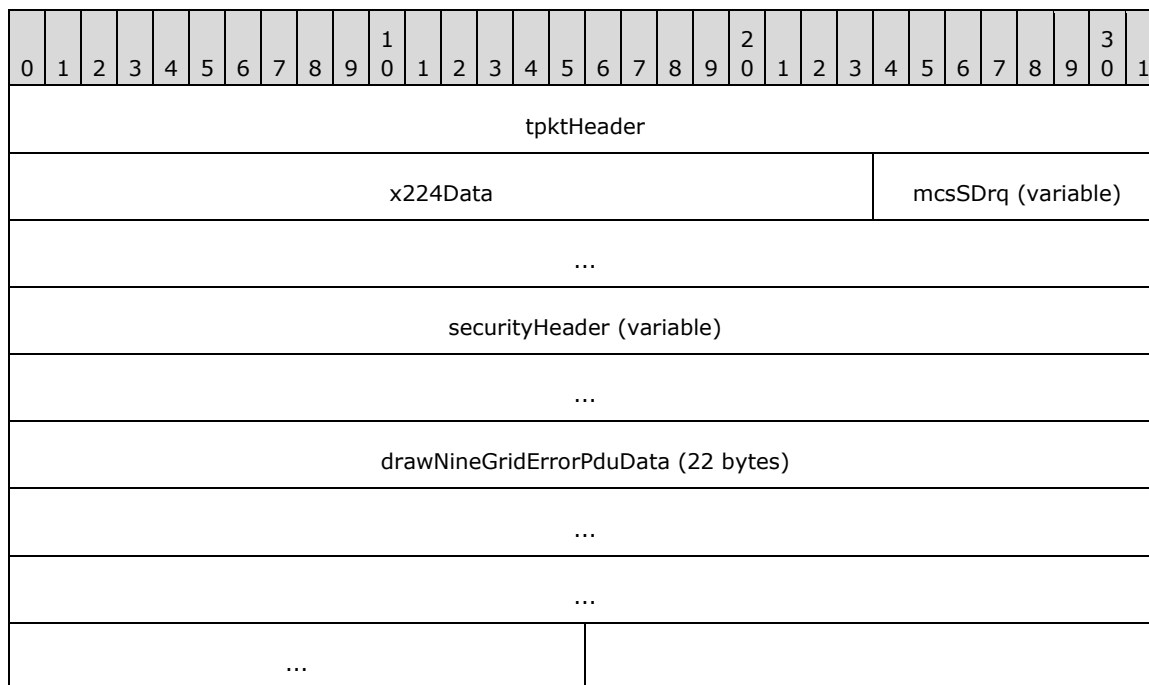 1 2 3
0 1 2 3 4 5 6 7 8 9 0 1 2 3 4 5 6 7 8 9 0 1 2 3 4 5 6 7 8 9 0 1
tpktHeader
x224Data mcsSDrq (variable)
...
securityHeader (variable)
...
drawNineGridErrorPduData (22 bytes)
...
...
...